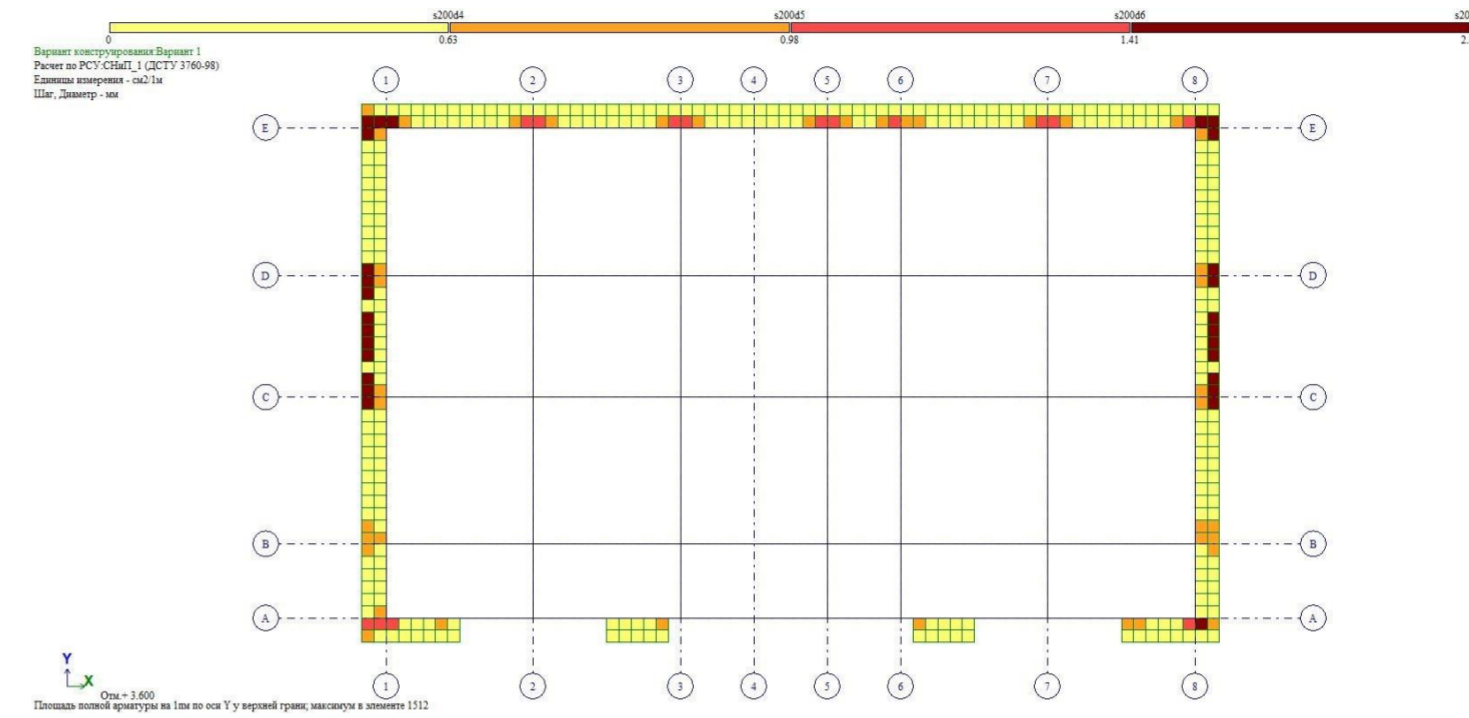 s200d4 s200d5 s200d6 s20
0 0.63 0.98 1.41 2.
Вариант конструирования:Вариант 1
Расчет по РСУ:СНиП_1 (ДСТУ 3760-98)
Единицы измерения - см2/1м
Шаг, Диаметр - мм
1 2 3 4 5 6 7 8
E E
D D
C C
B B
A A
Y
X
Отм.+ 3.600
1 2 3 4 5 6 7 8
Площадь полной арматуры на 1пм по оси Y у верхней грани; максимум в элементе 1512